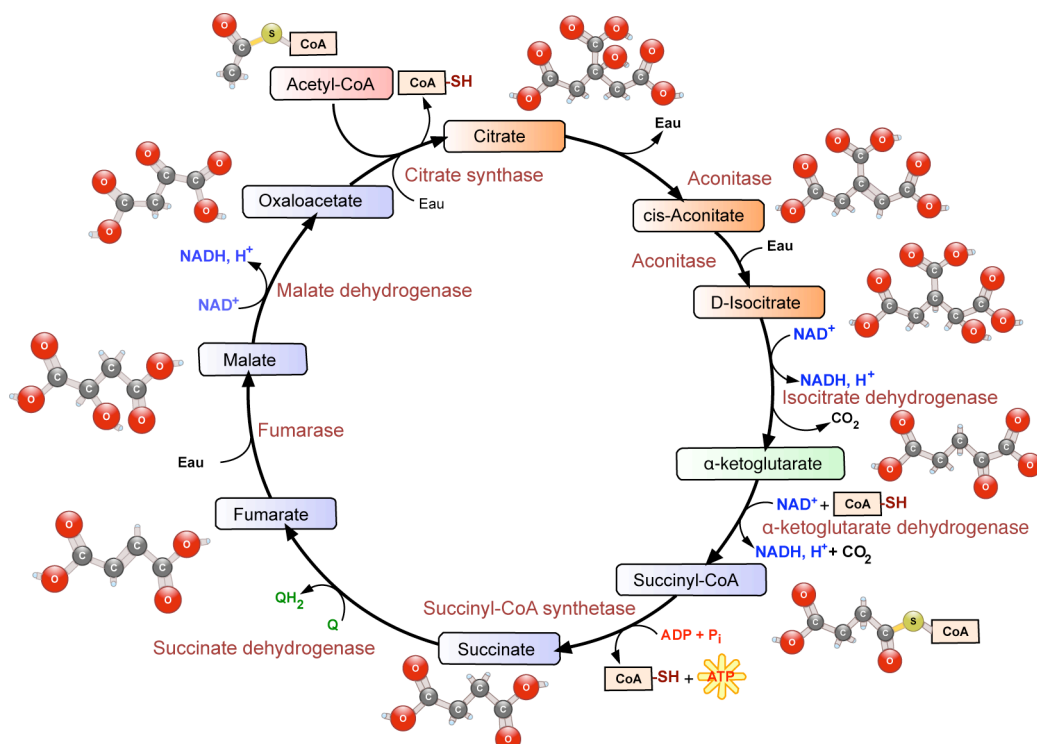 Acetyl-CoA
CoA-SH
Citrate
Eau
Citrate synthase
Eau
Aconitase
cis-Aconitate
Eau
Aconitase
D-Isocitrate
NAD+
NADH, H+
Isocitrate dehydrogenase
CO2
α-ketoglutarate
NAD+ + CoA-SH
α-ketoglutarate dehydrogenase
NADH, H+ + CO2
Succinyl-CoA
Succinyl-CoA synthetase
ADP + Pi
CoA-SH + ATP
Succinate
Succinate dehydrogenase
Q
QH2
Fumarate
Eau
Fumarase
Malate
NAD+
Malate dehydrogenase
NADH, H+
Oxaloacetate
O
C
S
CoA
C
O
C
O
O
C
O
O
C
C
C
C
O
O
O
C
O
O
O
C
C
C
C
C
O
O
O
C
O
O
O
C
C
C
C
C
O
O
O
O
C
C
C
C
C
O
O
O
O
C
C
C
C
S
CoA
O
O
O
C
C
C
C
O
O
O
O
C
C
C
C
O
O
O
O
C
C
C
C
O
O
O
O
O
C
C
C
C
O
O
O
O